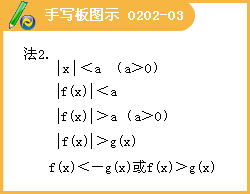 手写板图示 0202-03
法2.
|x|＜a （a＞0）
|f(x)|＜a
|f(x)|＞a（a＞0）
|f(x)|＞g(x)
f(x)＜－g(x)或f(x)＞g(x)